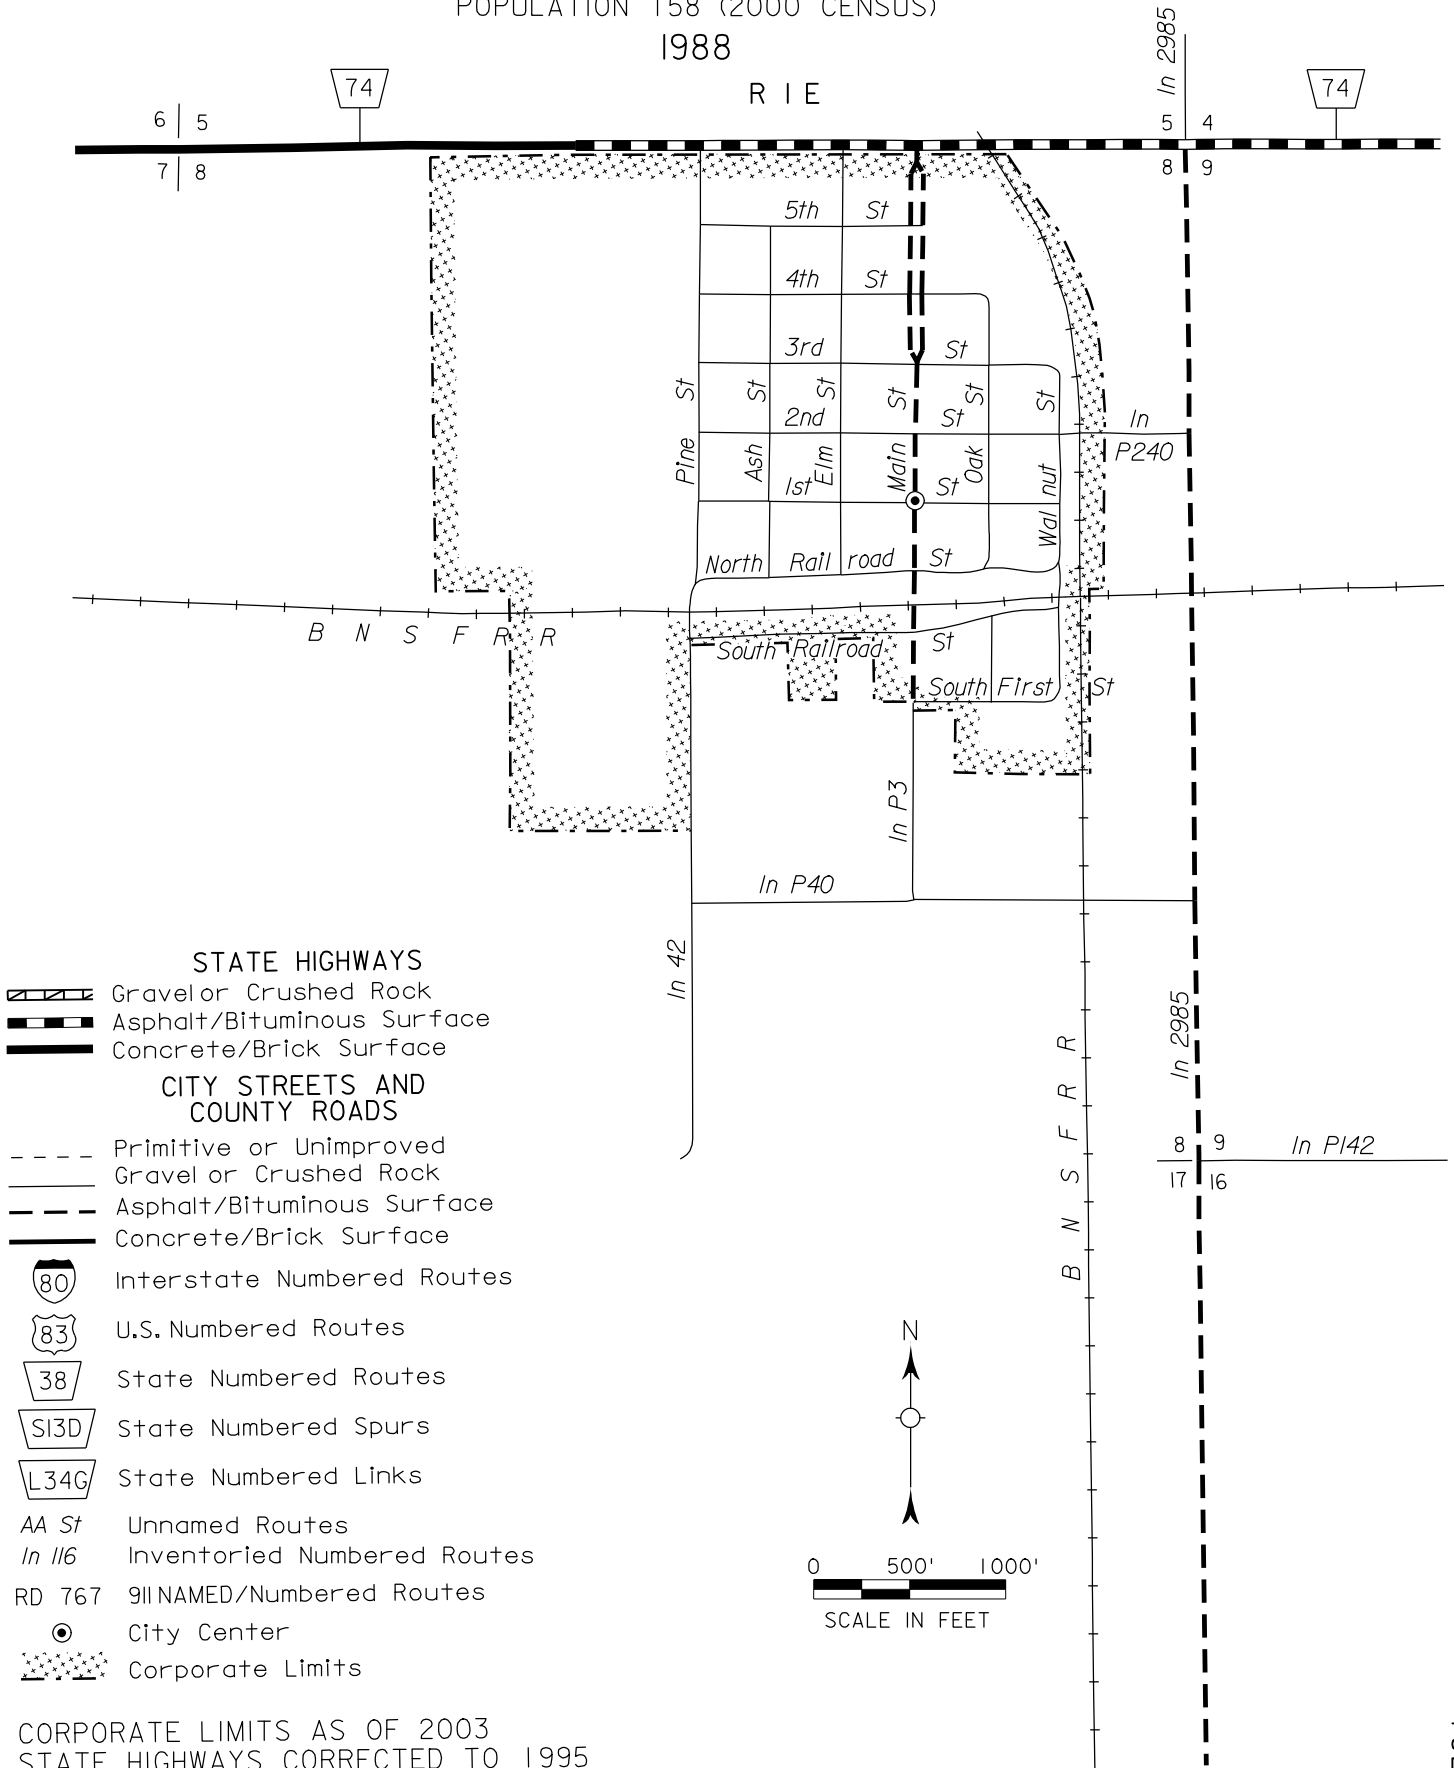 POPULATION 158 (2000 CENSUS)
1988
R 1 E
74
74
In 2985
6 5
7 8
5 4
8 9
5th St
4th St
3rd St
2nd St
1st St
Pine St
Ash St
Elm St
Main St
Oak St
Walnut St
In
P240
North Railroad St
B N S F R R
South Railroad St
South First St
In P3
In P40
In 42
In 2985
B N S F R R
8 9
17 16
In P142
STATE HIGHWAYS
Gravel or Crushed Rock
Asphalt/Bituminous Surface
Concrete/Brick Surface
CITY STREETS AND
COUNTY ROADS
Primitive or Unimproved
Gravel or Crushed Rock
Asphalt/Bituminous Surface
Concrete/Brick Surface
80 Interstate Numbered Routes
83 U.S. Numbered Routes
38 State Numbered Routes
S13D State Numbered Spurs
L34G State Numbered Links
AA St Unnamed Routes
In 116 Inventoried Numbered Routes
RD 767 911 NAMED/Numbered Routes
City Center
Corporate Limits
N
0 500' 1000'
SCALE IN FEET
CORPORATE LIMITS AS OF 2003
STATE HIGHWAYS CORRECTED TO 1995